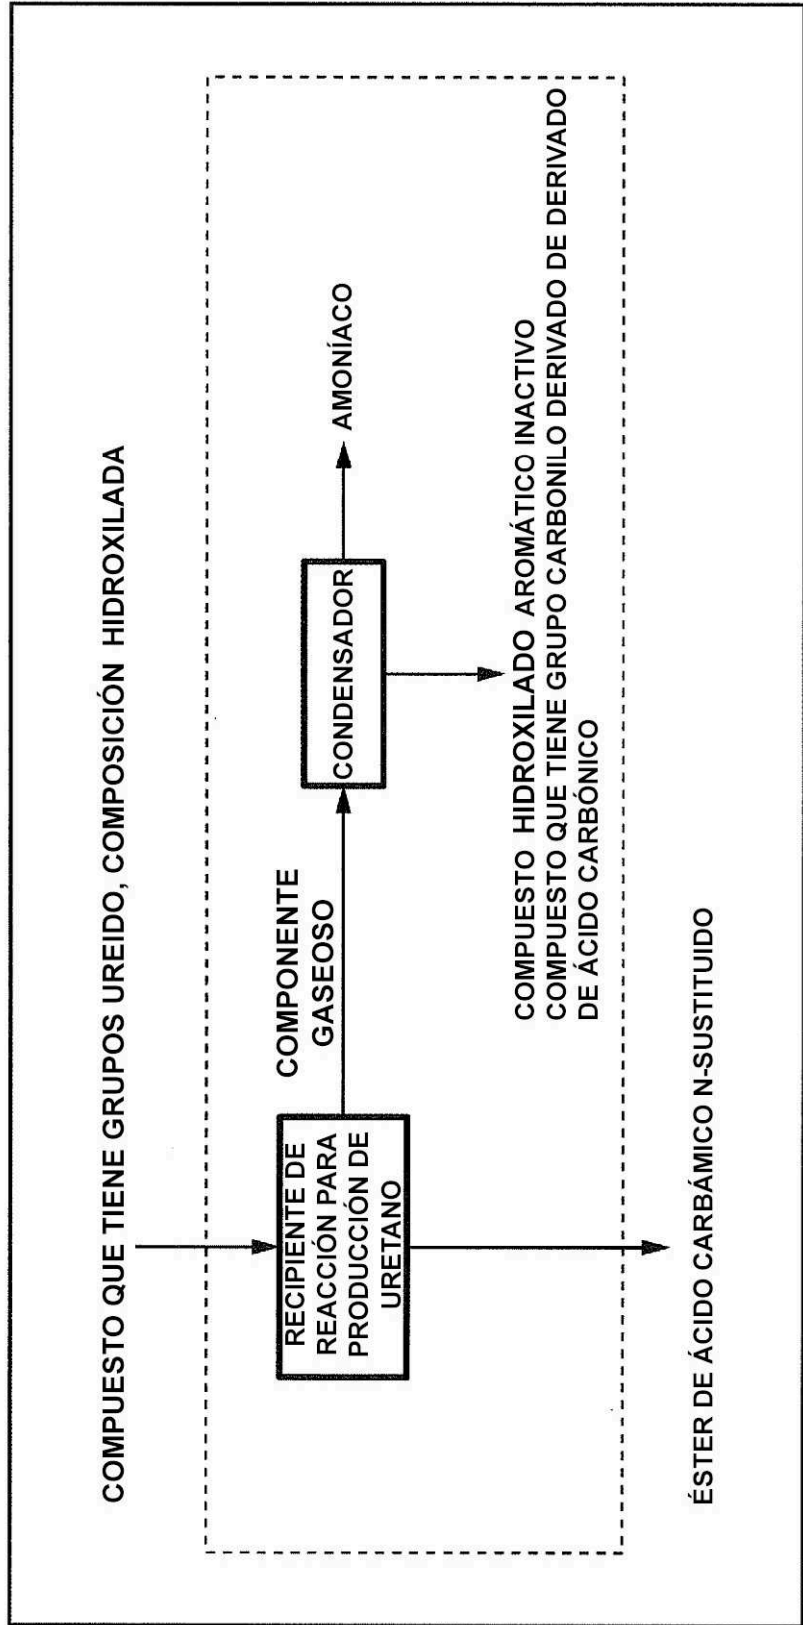 COMPUESTO QUE TIENE GRUPOS UREIDO, COMPOSICIÓN HIDROXILADA
RECIPIENTE DE
REACCIÓN PARA
PRODUCCIÓN DE
URETANO
COMPONENTE
GASEOSO
CONDENSADOR
AMONÍACO
COMPUESTO HIDROXILADO AROMÁTICO INACTIVO
COMPUESTO QUE TIENE GRUPO CARBONILO DERIVADO DE DERIVADO
DE ÁCIDO CARBÓNICO
ÉSTER DE ÁCIDO CARBÁMICO N-SUSTITUIDO